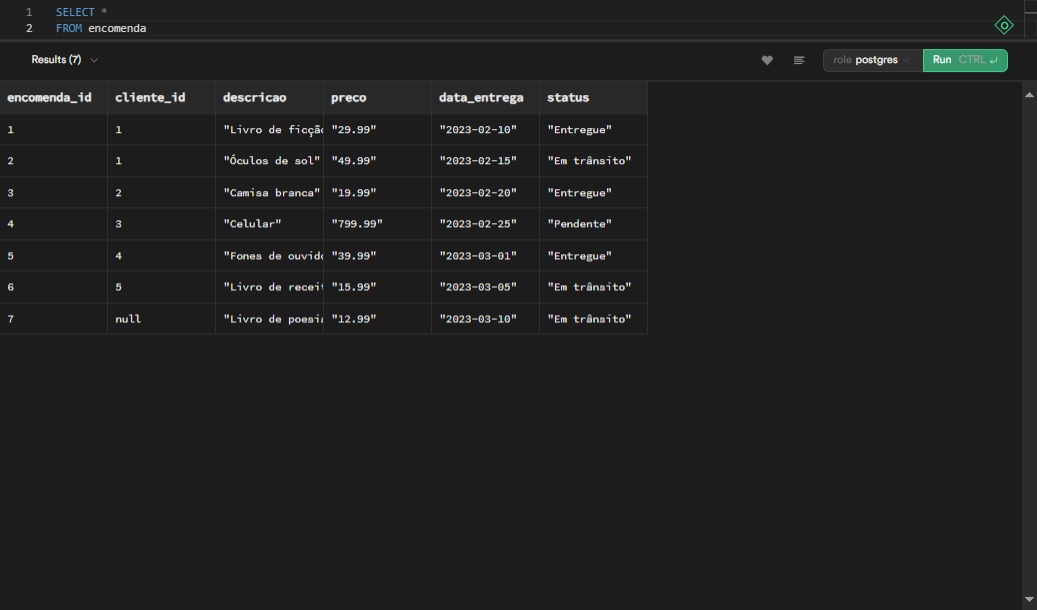 1 SELECT *
2 FROM encomenda
Results (7) role postgres Run CTRL ↵
encomenda_id cliente_id descricao preco data_entrega status
1 1 "Livro de ficção "29.99" "2023-02-10" "Entregue"
2 1 "Óculos de sol" "49.99" "2023-02-15" "Em trânsito"
3 2 "Camisa branca" "19.99" "2023-02-20" "Entregue"
4 3 "Celular" "799.99" "2023-02-25" "Pendente"
5 4 "Fones de ouvido "39.99" "2023-03-01" "Entregue"
6 5 "Livro de receit "15.99" "2023-03-05" "Em trânsito"
7 null "Livro de poesia "12.99" "2023-03-10" "Em trânsito"